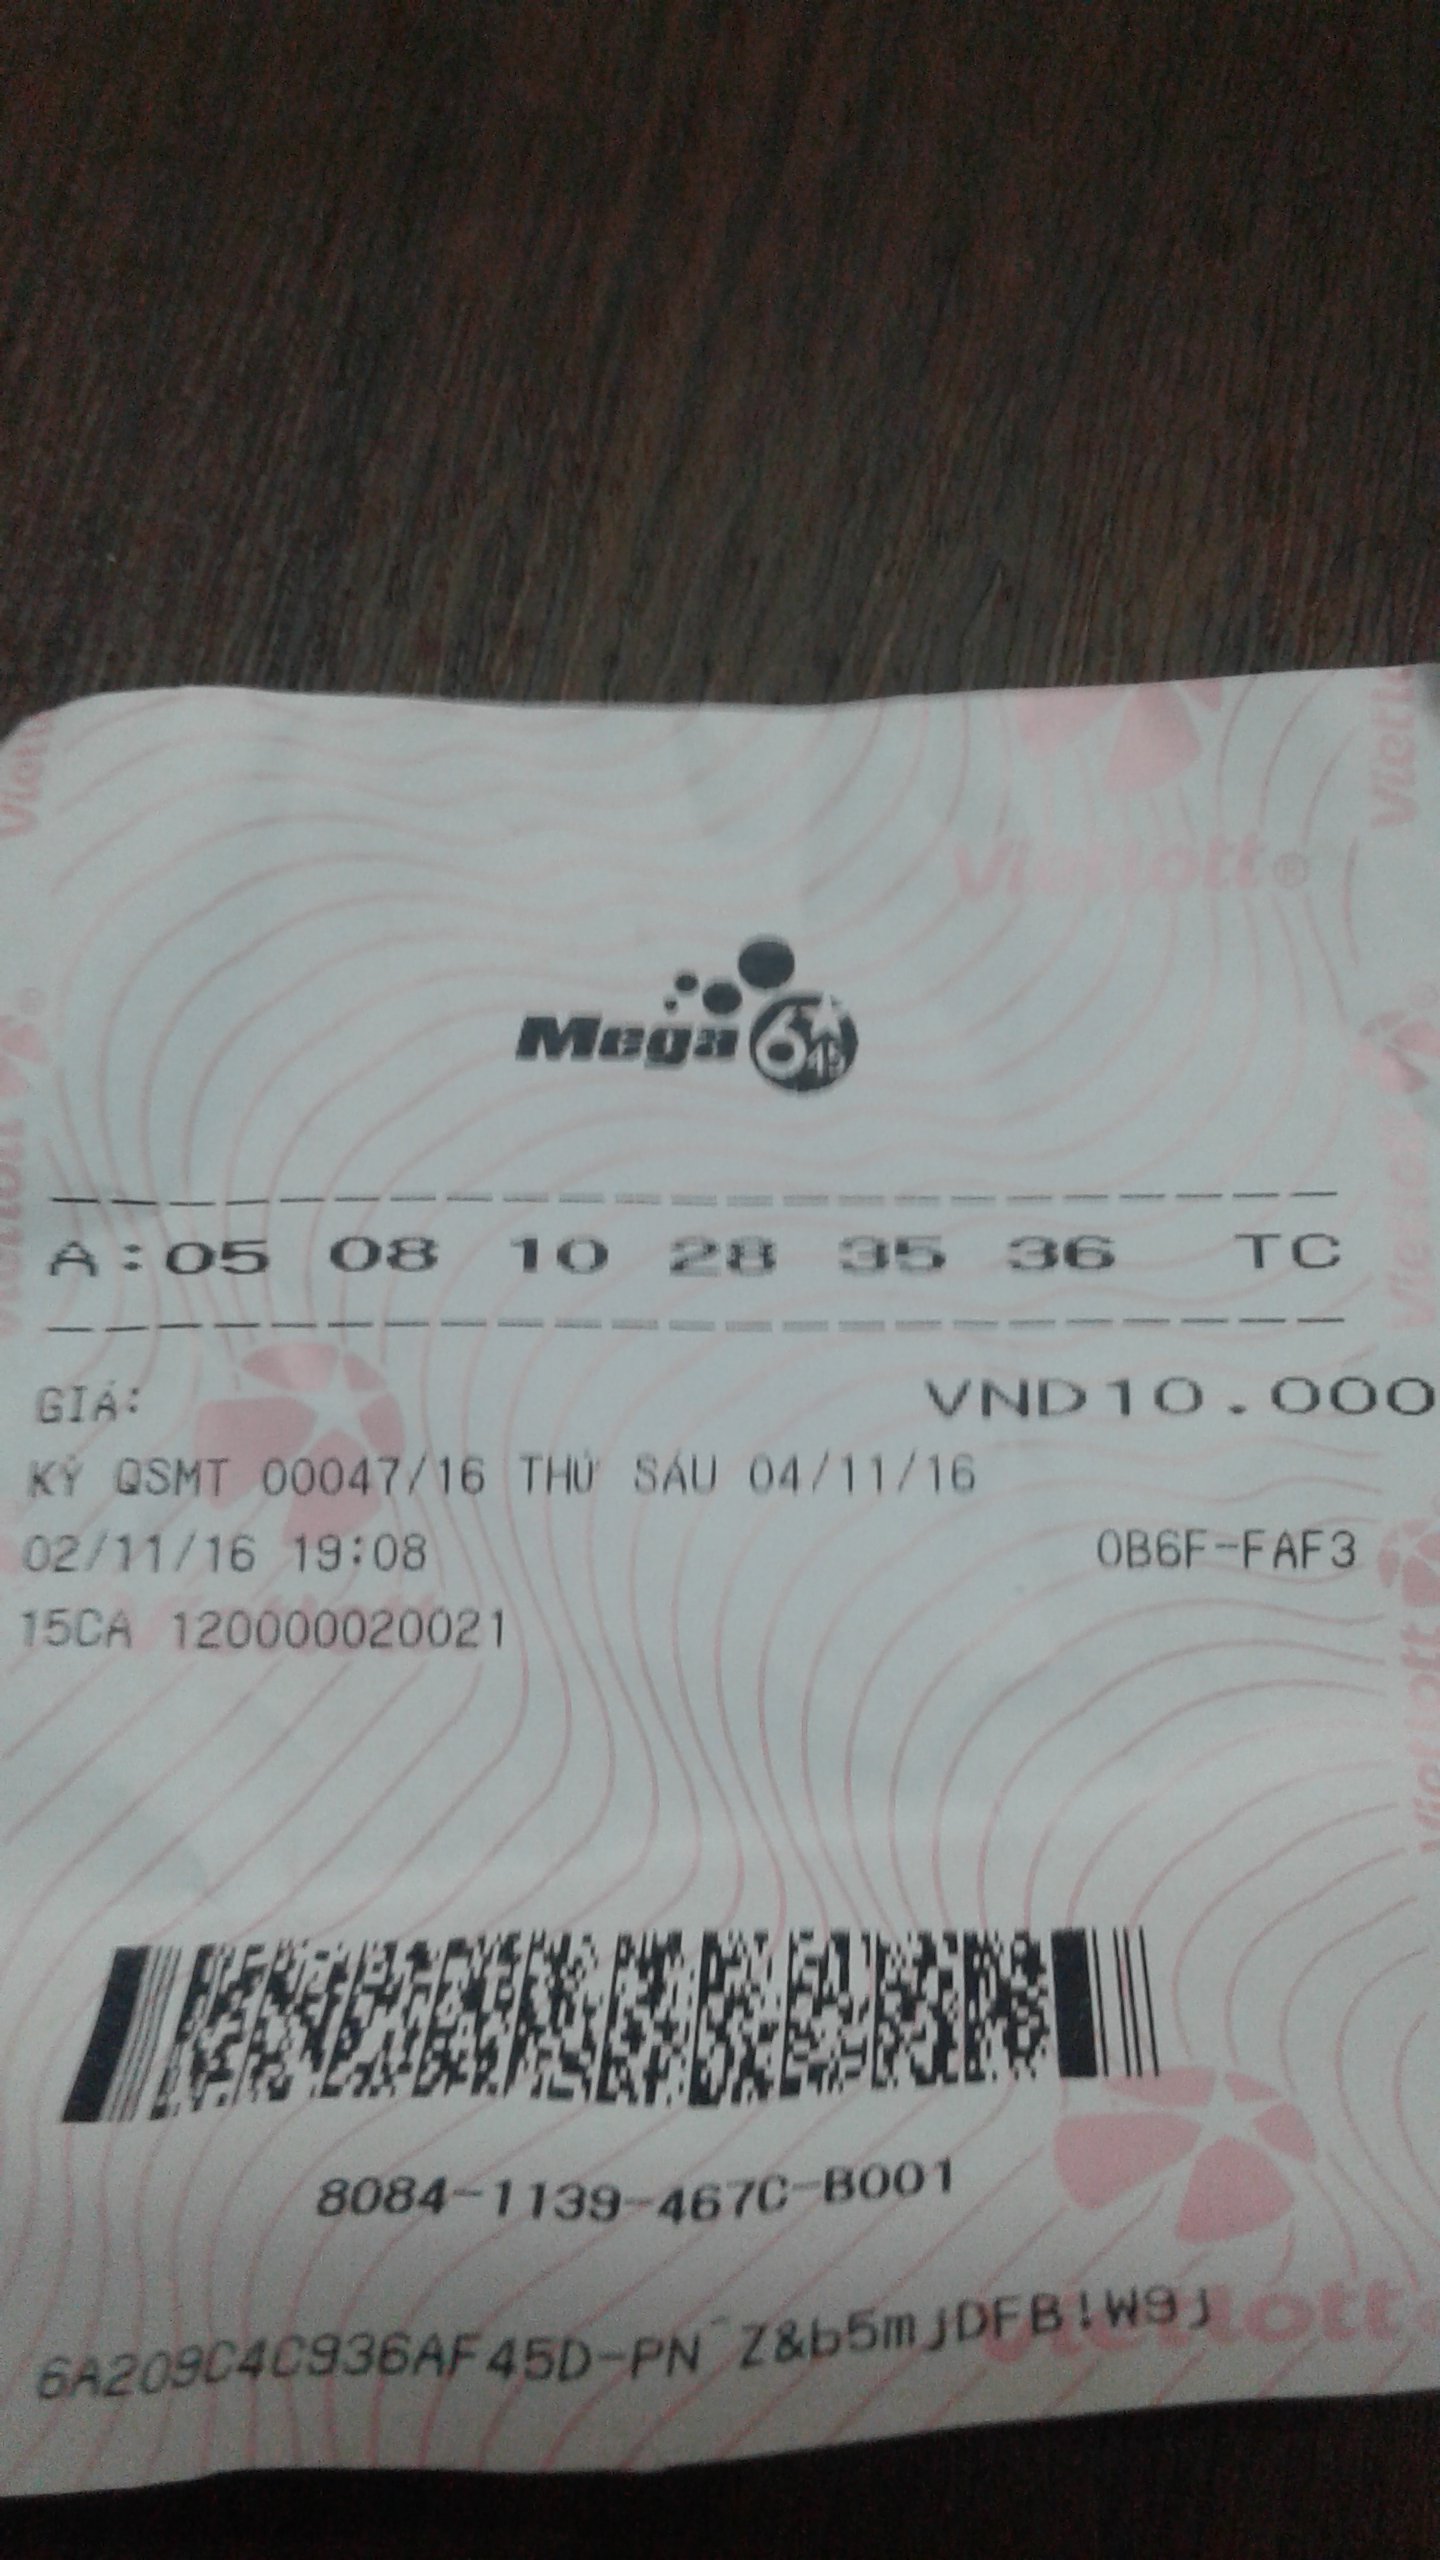 Viettott®
Mega 6/45
A:05 08 10 28 35 36 TC
GIÁ: VND10.000
KỲ QSMT 00047/16 THỨ SÁU 04/11/16
02/11/16 19:08 0B6F-FAF3
15CA 120000020021
8084-1139-467C-B001
6A209C4C936AF45D-PN~Z&b5mjDFB!W9j